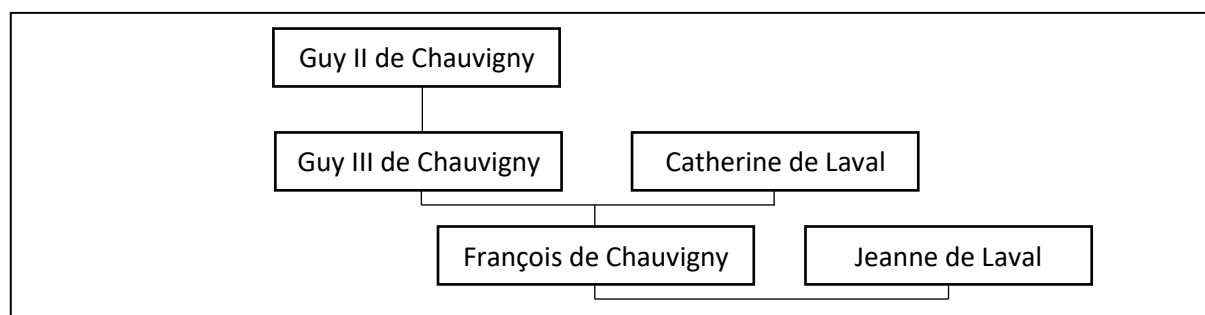 Guy II de Chauvigny
Guy III de Chauvigny
Catherine de Laval
François de Chauvigny
Jeanne de Laval